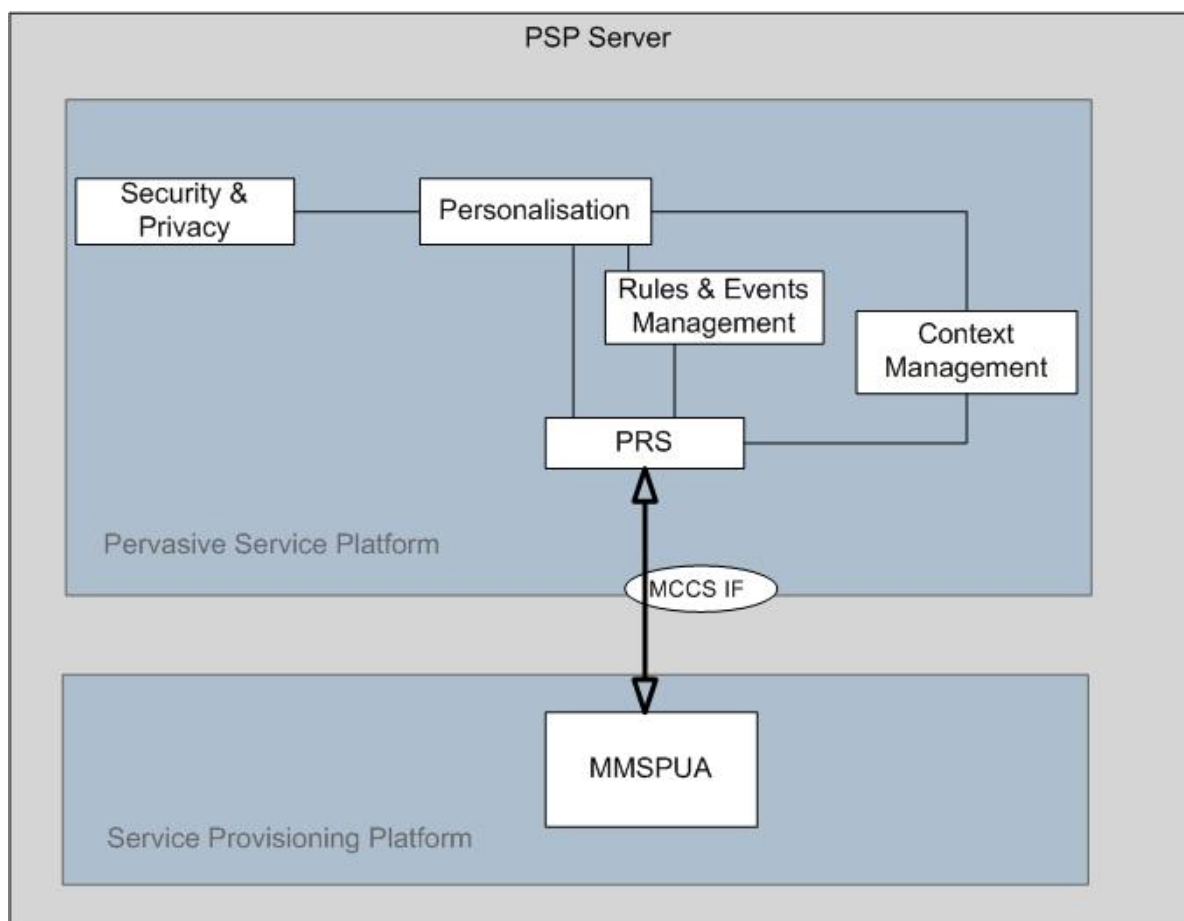 PSP Server
Security &
Privacy
Personalisation
Rules & Events
Management
Context
Management
PRS
Pervasive Service Platform
MCCS IF
MMSPUA
Service Provisioning Platform